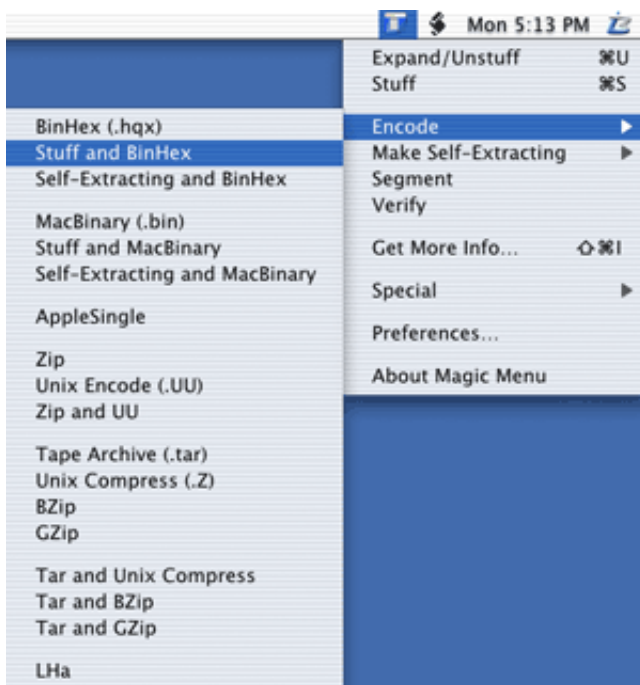 Mon 5:13 PM
Expand/Unstuff ⌘U
Stuff ⌘S
Encode
Make Self-Extracting
Segment
Verify
Get More Info... ⇧⌘I
Special
Preferences...
About Magic Menu
BinHex (.hqx)
Stuff and BinHex
Self-Extracting and BinHex
MacBinary (.bin)
Stuff and MacBinary
Self-Extracting and MacBinary
AppleSingle
Zip
Unix Encode (.UU)
Zip and UU
Tape Archive (.tar)
Unix Compress (.Z)
BZip
GZip
Tar and Unix Compress
Tar and BZip
Tar and GZip
LHa